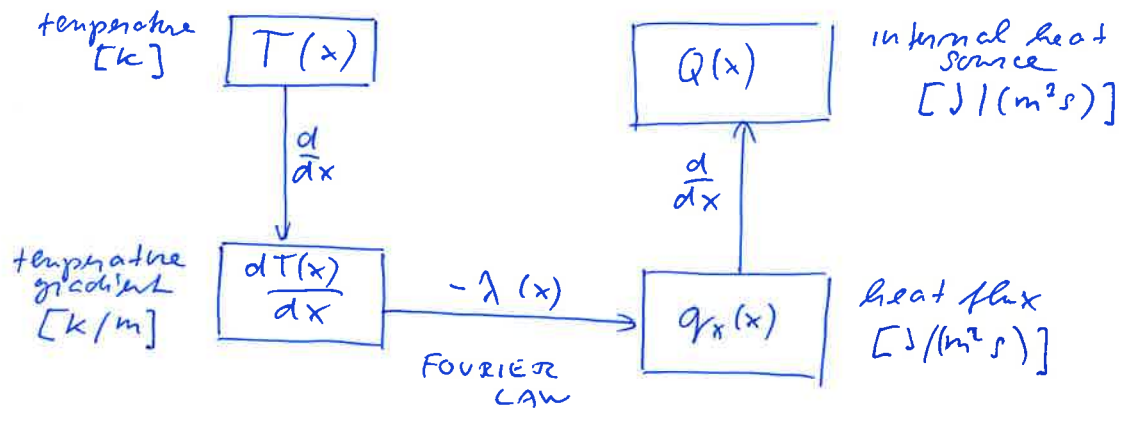 temperature
[K]
T(x)
Q(x)
internal heat
source
[J/(m³s)]
d
dx
d
dx
temperature
gradient
[K/m]
dT(x)
dx
-λ(x)
FOURIER
LAW
qₓ(x)
heat flux
[J/(m²s)]